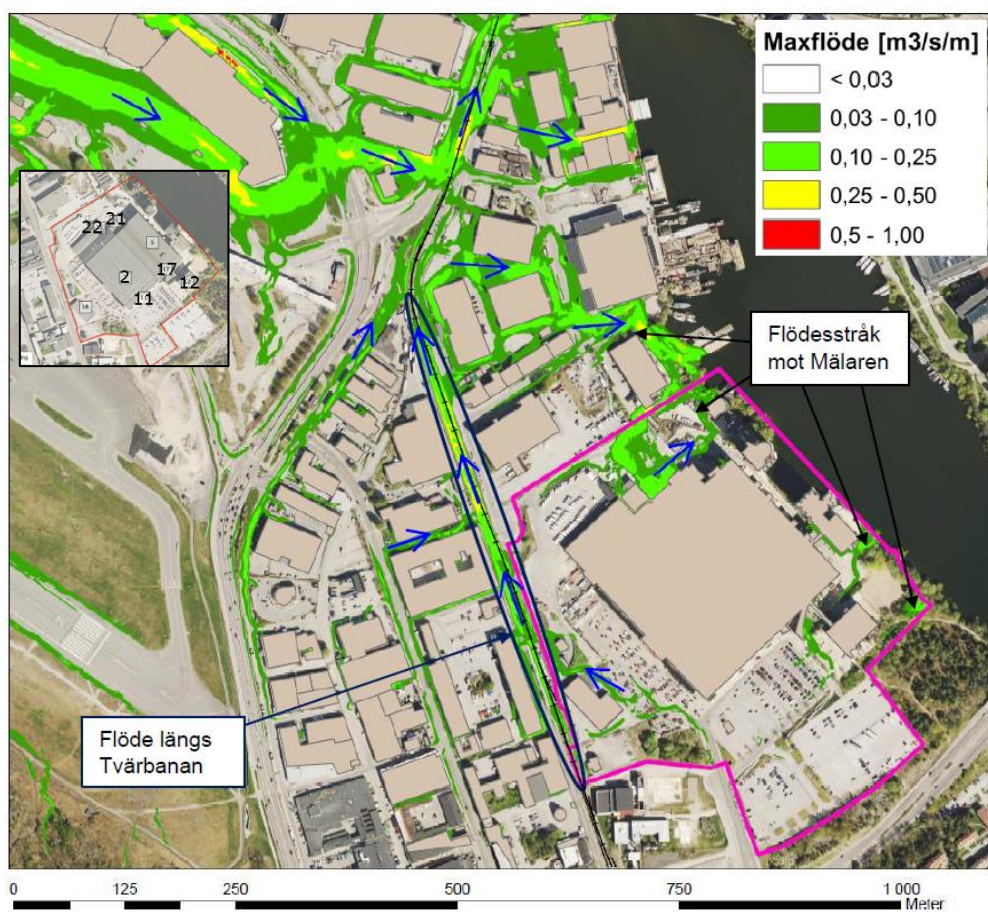 Maxflöde [m3/s/m]
< 0,03
0,03 - 0,10
0,10 - 0,25
0,25 - 0,50
0,5 - 1,00
22 21
2
17
12
11
Flödesstråk
mot Mälaren
Flöde längs
Tvärbanan
0 125 250 500 750 1 000
Meter